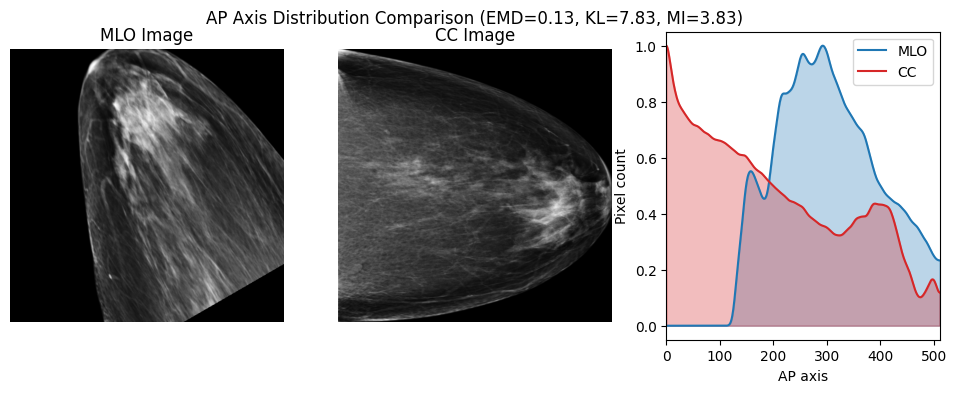 AP Axis Distribution Comparison (EMD=0.13, KL=7.83, MI=3.83)
MLO Image
CC Image
MLO
CC
1.0
0.8
0.6
0.4
0.2
0.0
Pixel count
0 100 200 300 400 500
AP axis